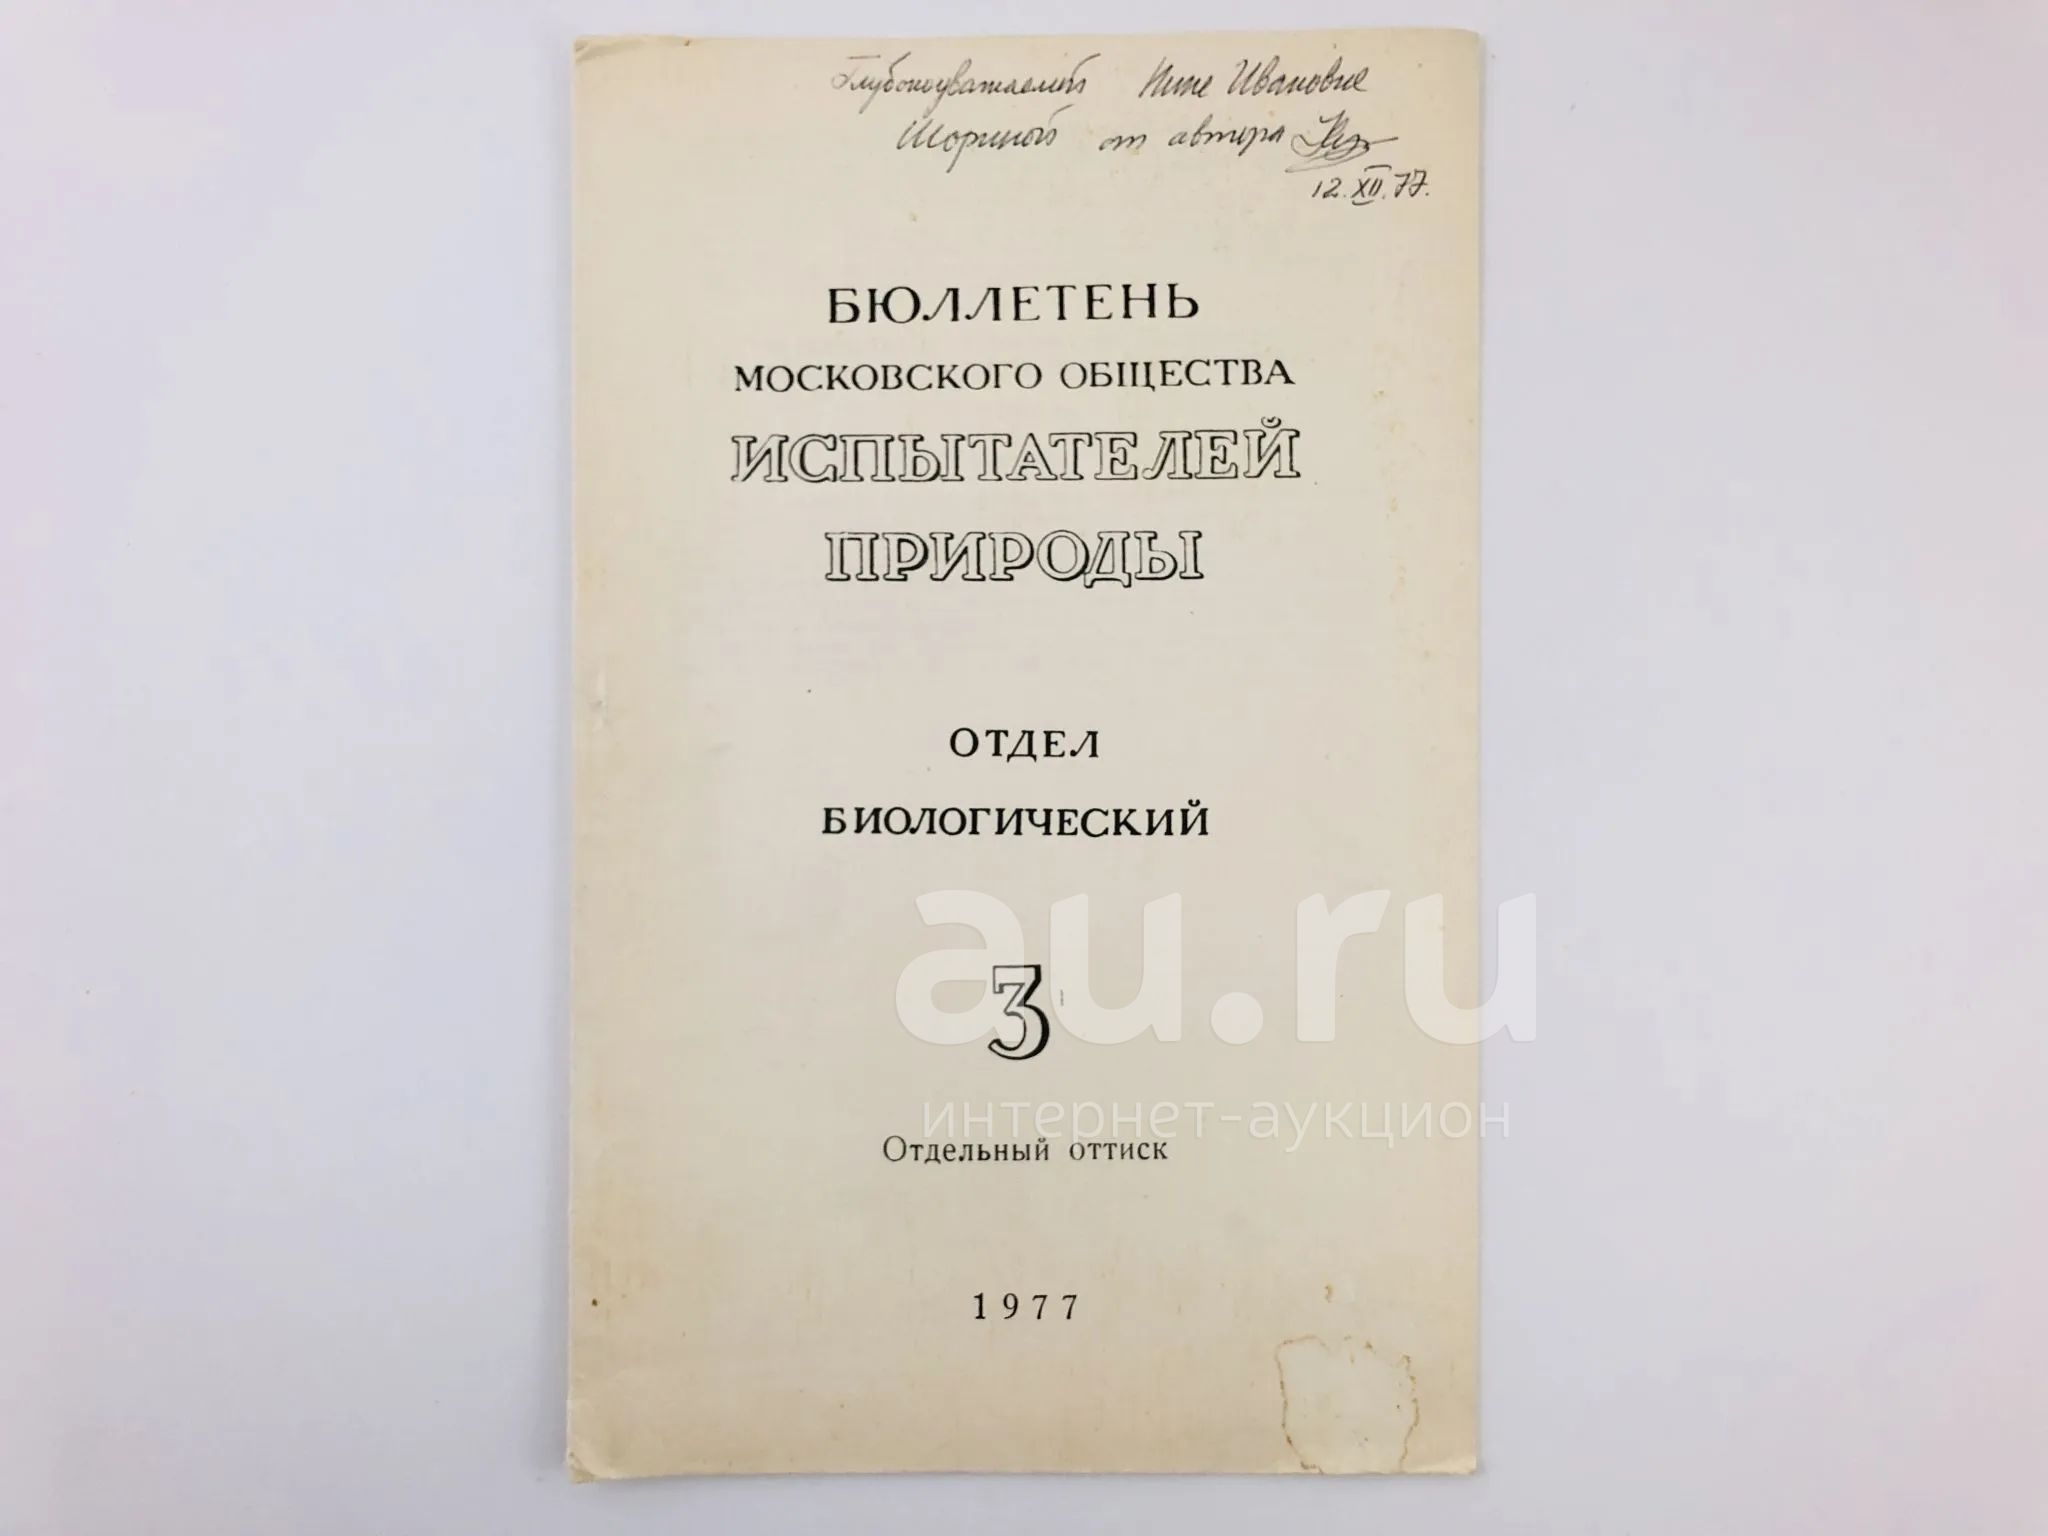 Глубокоуважаемой Нине Ивановне
Шориной от автора
12.XII.77.
БЮЛЛЕТЕНЬ
МОСКОВСКОГО ОБЩЕСТВА
ИСПЫТАТЕЛЕЙ
ПРИРОДЫ
ОТДЕЛ
БИОЛОГИЧЕСКИЙ
au.ru
3
интернет-аукцион
Отдельный оттиск
1977